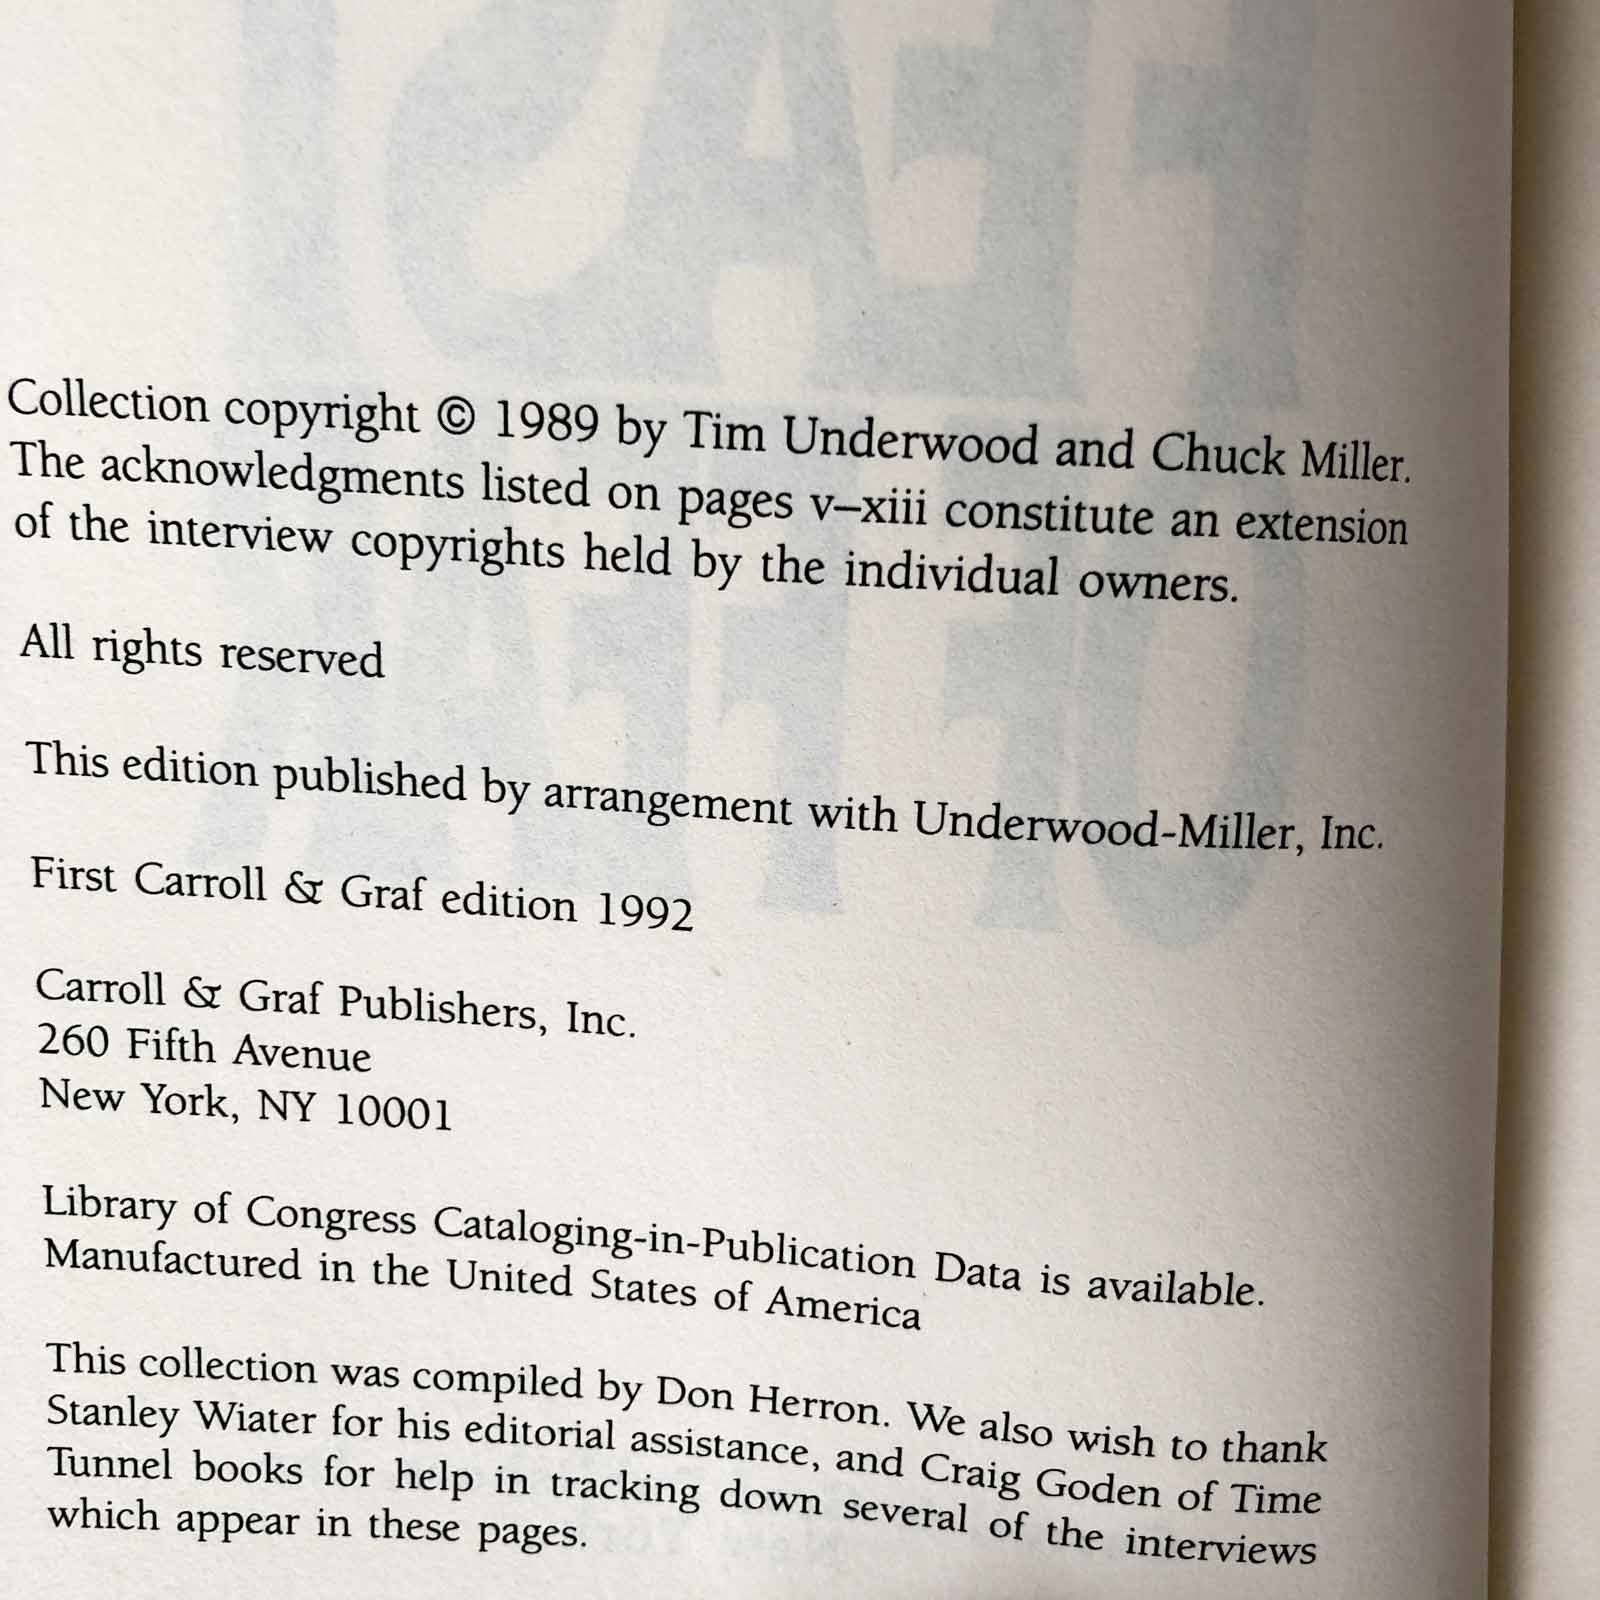 Collection copyright © 1989 by Tim Underwood and Chuck Miller.
The acknowledgments listed on pages v–xiii constitute an extension
of the interview copyrights held by the individual owners.
All rights reserved
This edition published by arrangement with Underwood-Miller, Inc.
First Carroll & Graf edition 1992
Carroll & Graf Publishers, Inc.
260 Fifth Avenue
New York, NY 10001
Library of Congress Cataloging-in-Publication Data is available.
Manufactured in the United States of America
This collection was compiled by Don Herron. We also wish to thank
Stanley Wiater for his editorial assistance, and Craig Goden of Time
Tunnel books for help in tracking down several of the interviews
which appear in these pages.